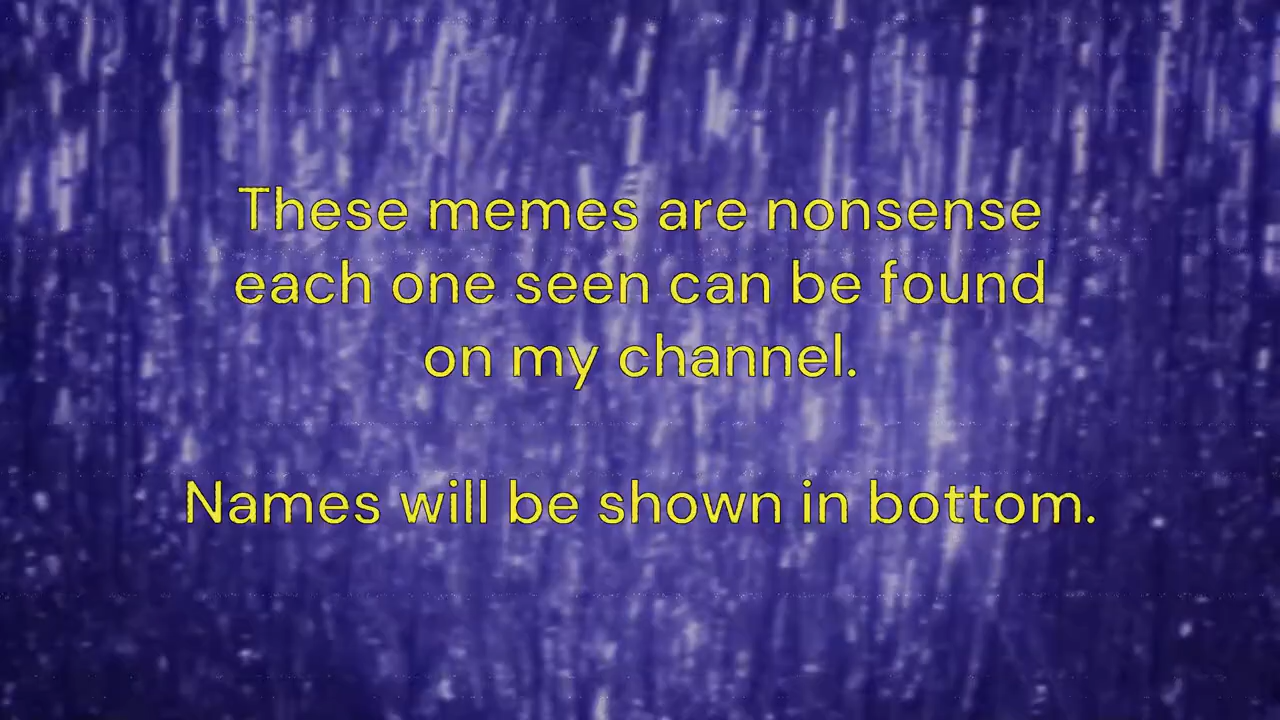 These memes are nonsense
each one seen can be found
on my channel.
Names will be shown in bottom.